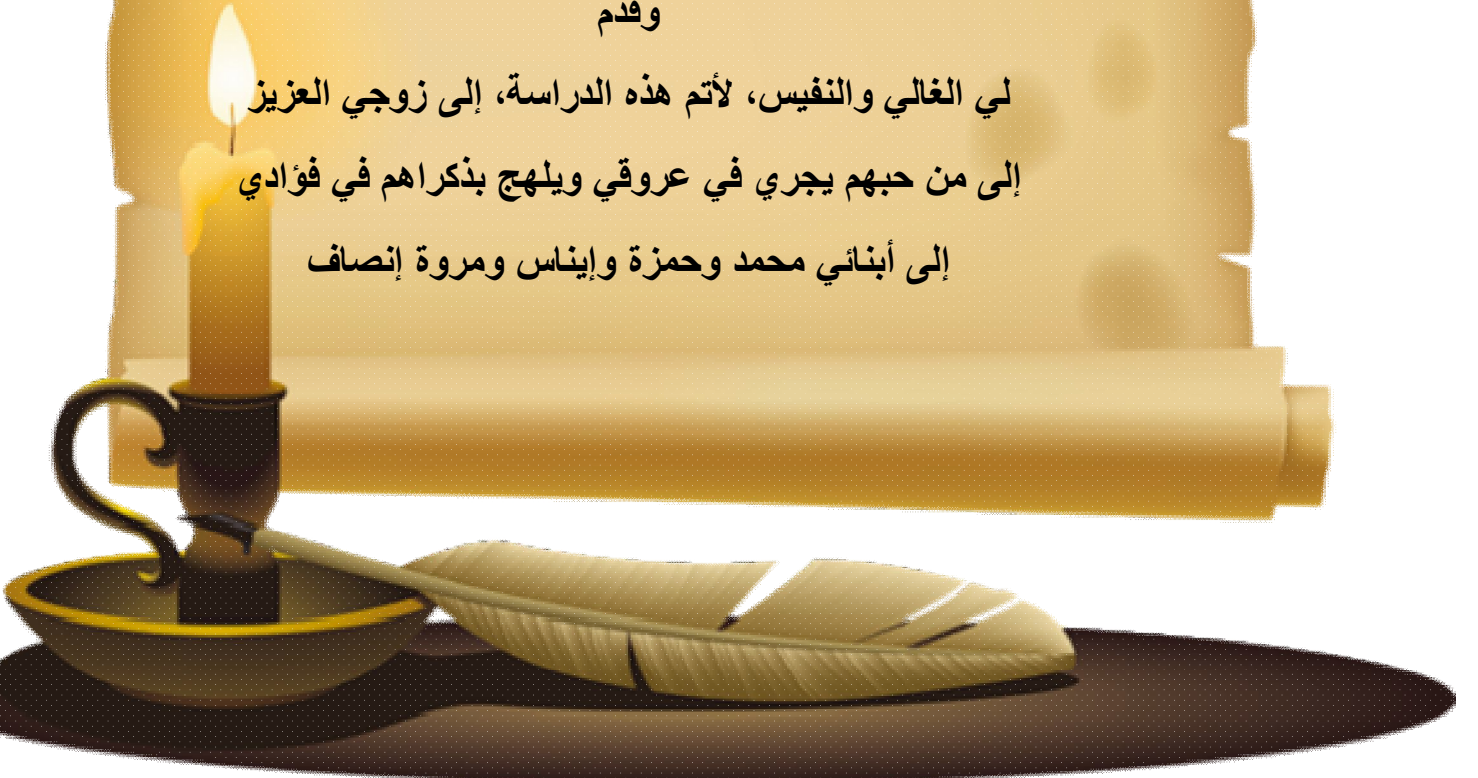 وقدم
لي الغالي والنفيس، لأتم هذه الدراسة، إلى زوجي العزيز
إلى من حبهم يجري في عروقي ويلهج بذكراهم في فؤادي
إلى أبنائي محمد وحمزة وإيناس ومروة إنصاف